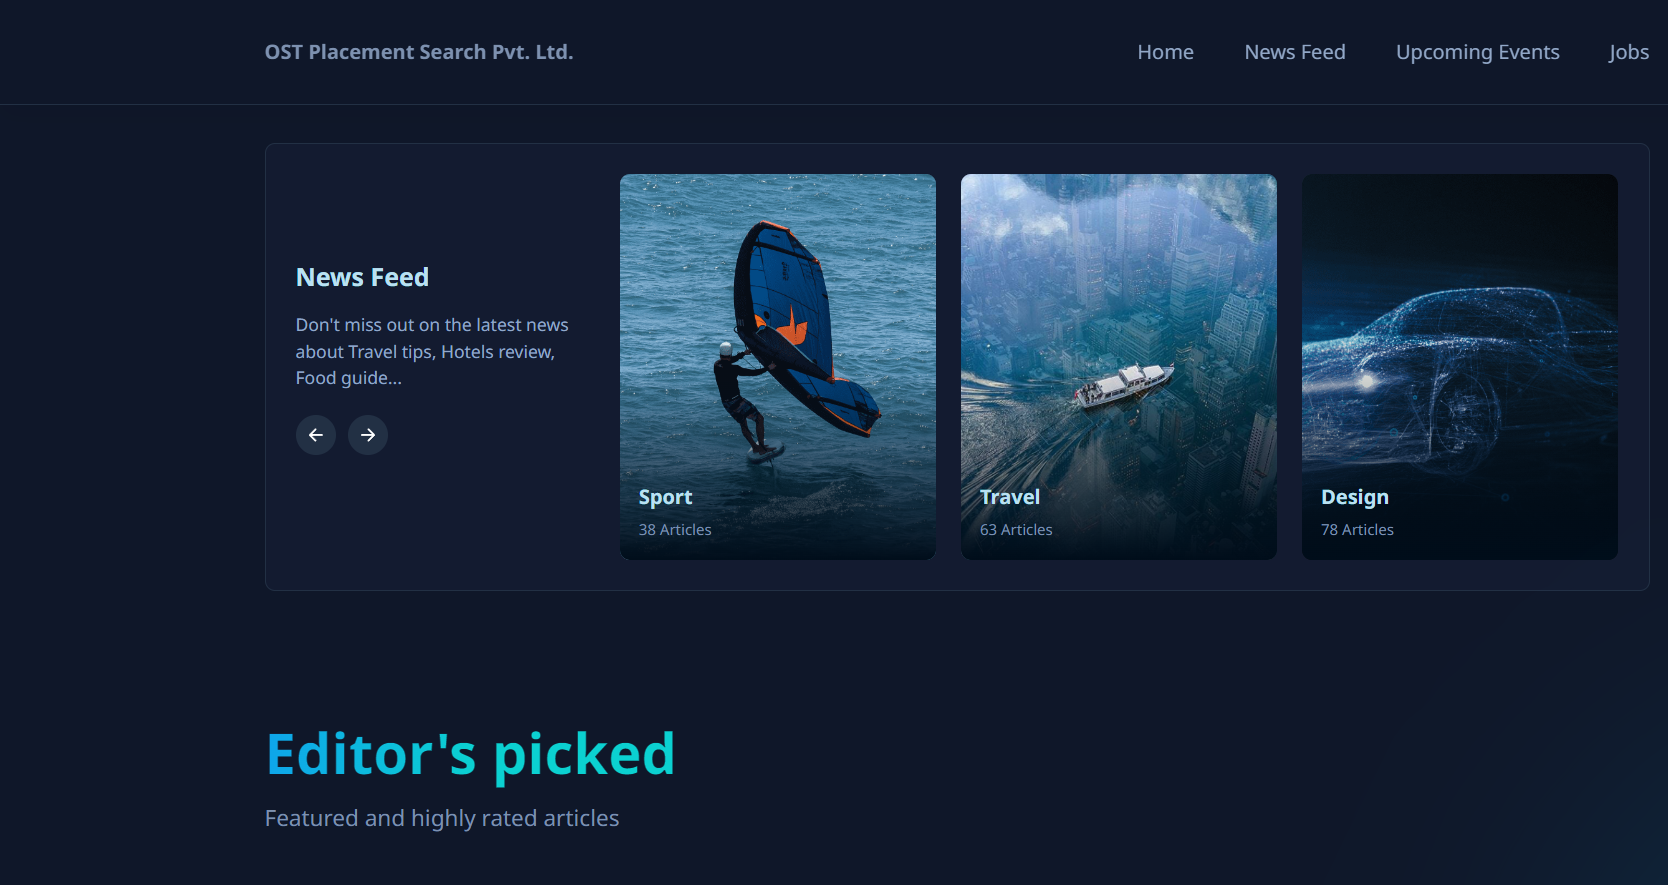 OST Placement Search Pvt. Ltd.
Home
News Feed
Upcoming Events
Jobs
News Feed
Don't miss out on the latest news
about Travel tips, Hotels review,
Food guide...
Sport
38 Articles
Travel
63 Articles
Design
78 Articles
Editor's picked
Featured and highly rated articles